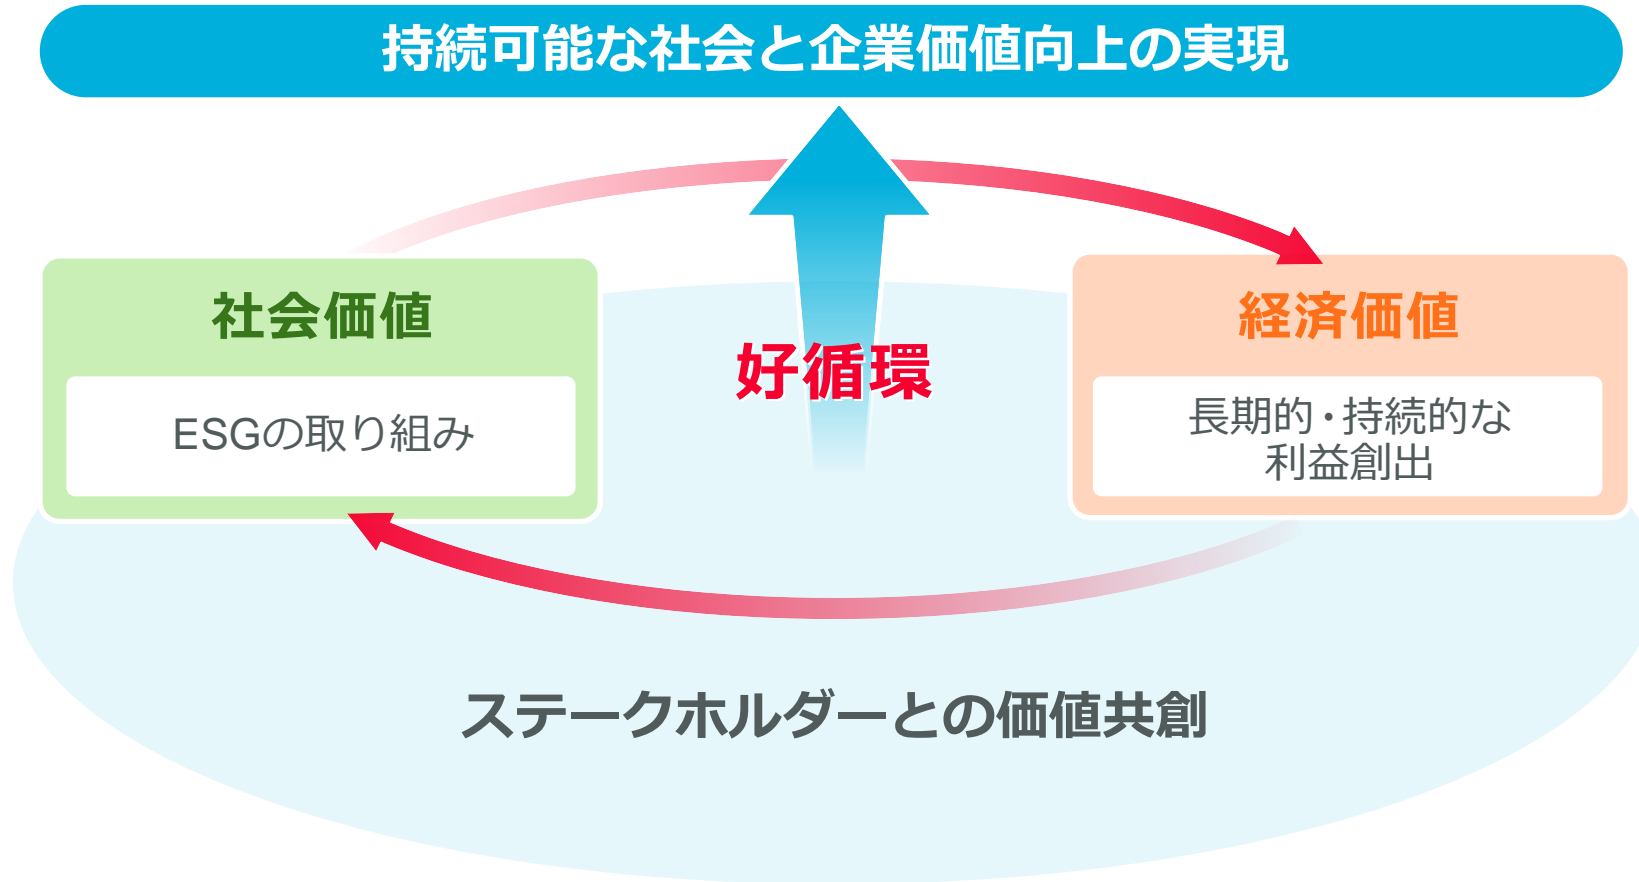 持続可能な社会と企業価値向上の実現
社会価値
ESGの取り組み
好循環
経済価値
長期的・持続的な
利益創出
ステークホルダーとの価値共創